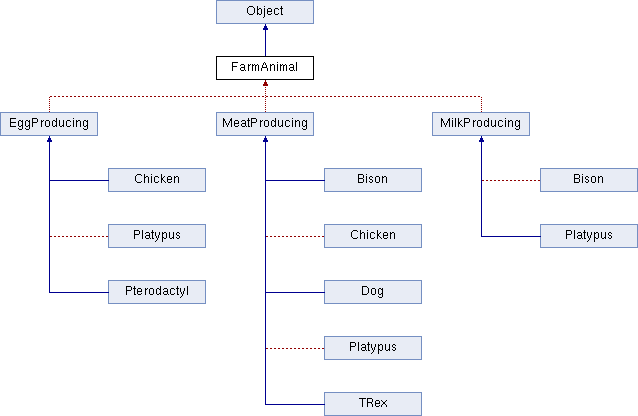 Object
FarmAnimal
EggProducing
MeatProducing
MilkProducing
Chicken
Bison
Bison
Platypus
Chicken
Platypus
Pterodactyl
Dog
Platypus
TRex